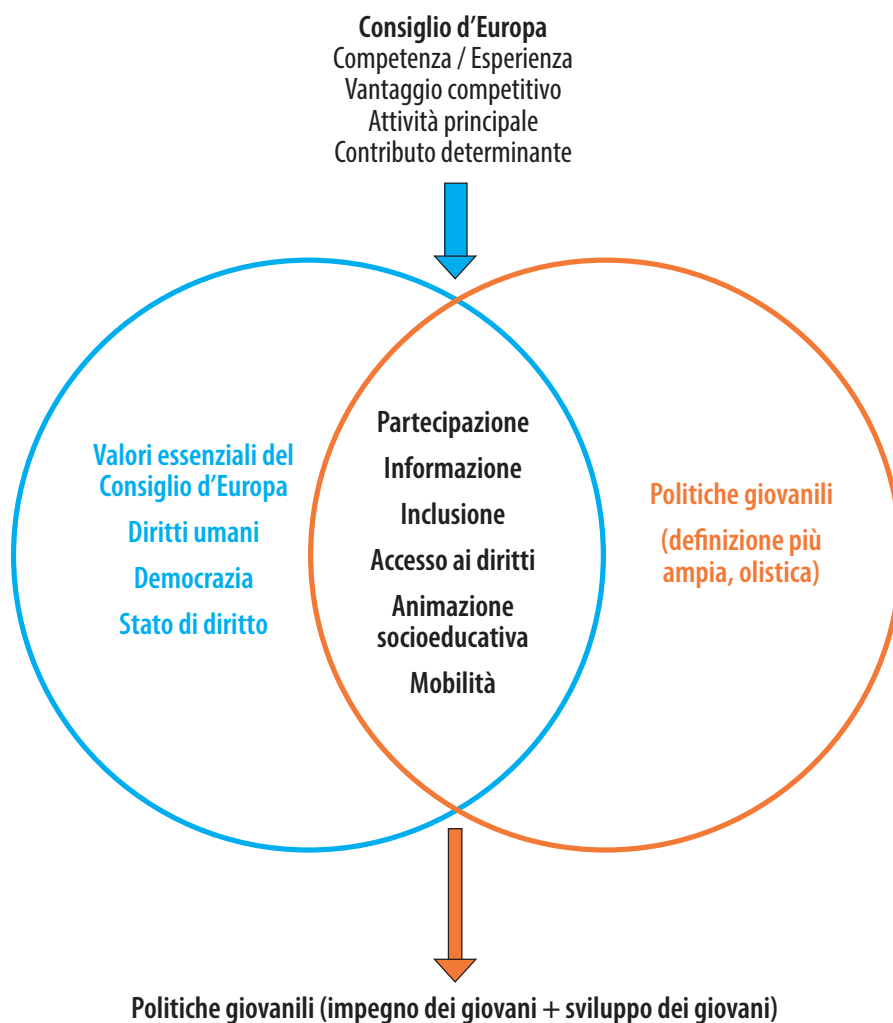 Consiglio d’Europa
Competenza / Esperienza
Vantaggio competitivo
Attività principale
Contributo determinante
Valori essenziali del
Consiglio d’Europa
Diritti umani
Democrazia
Stato di diritto
Partecipazione
Informazione
Inclusione
Accesso ai diritti
Animazione
socioeducativa
Mobilità
Politiche giovanili
(definizione più
ampia, olistica)
Politiche giovanili (impegno dei giovani + sviluppo dei giovani)